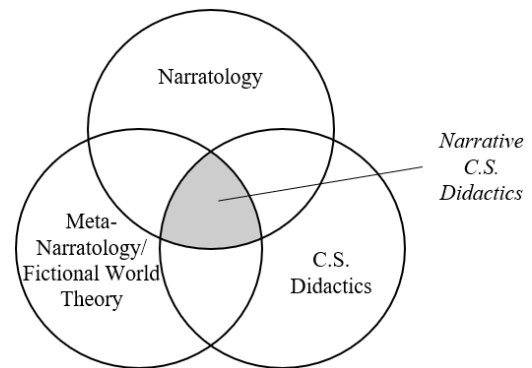 Narratology
Narrative
C.S.
Didactics
Meta-
Narratology/
Fictional World
Theory
C.S.
Didactics